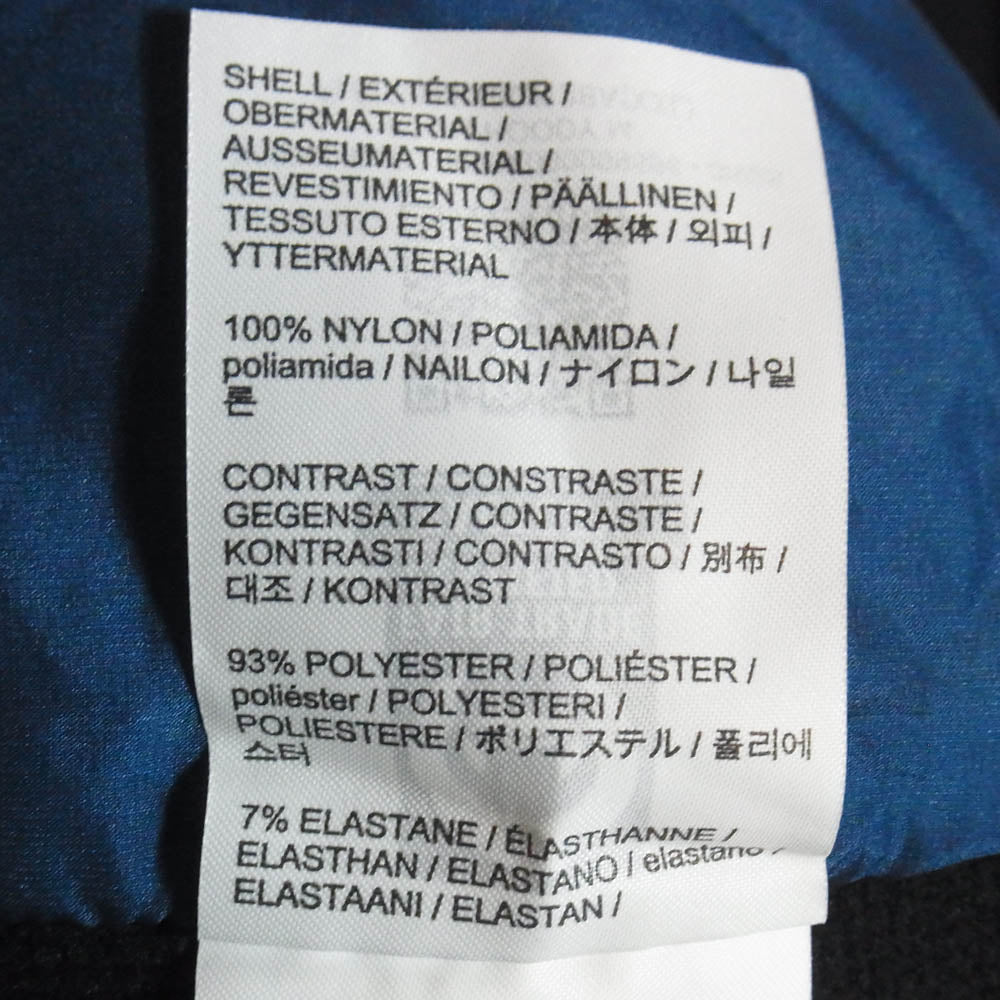 SHELL / EXTÉRIEUR /
OBERMATERIAL /
AUSSEUMATERIAL /
REVESTIMIENTO / PÄÄLLINEN /
TESSUTO ESTERNO / 本体 / 외피 /
YTTERMATERIAL
100% NYLON / POLIAMIDA /
poliamida / NAILON / ナイロン / 나일
론
CONTRAST / CONSTRASTE /
GEGENSATZ / CONTRASTE /
KONTRASTI / CONTRASTO / 別布 /
대조 / KONTRAST
93% POLYESTER / POLIÉSTER /
poliéster / POLYESTERI /
POLIESTERE / ポリエステル / 폴리에
스터
7% ELASTANE / ÉLASTHANNE /
ELASTHAN / ELASTANO / elastano /
ELASTAANI / ELASTAN /